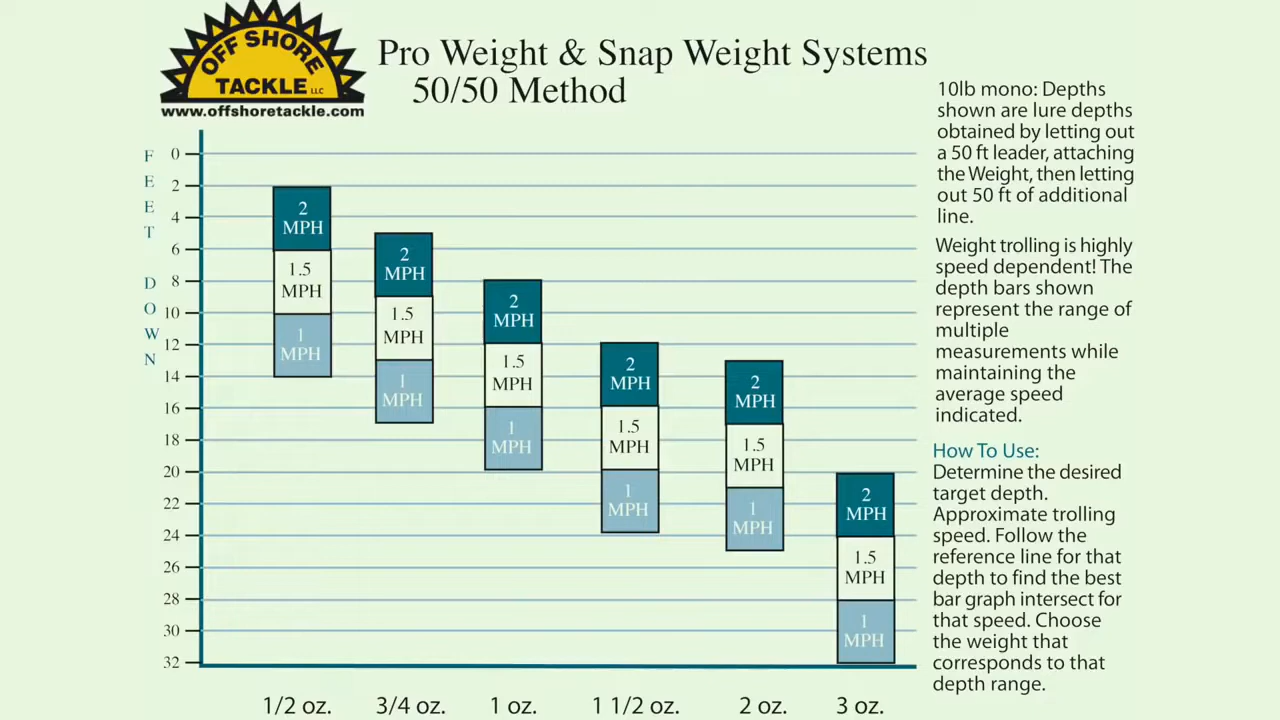 OFF SHORE
TACKLE LLC
www.offshoretackle.com
Pro Weight & Snap Weight Systems
50/50 Method
FEET DOWN
0
2
4
6
8
10
12
14
16
18
20
22
24
26
28
30
32
2
MPH
1.5
MPH
1
MPH
2
MPH
1.5
MPH
1
MPH
2
MPH
1.5
MPH
1
MPH
2
MPH
1.5
MPH
1
MPH
2
MPH
1.5
MPH
1
MPH
2
MPH
1.5
MPH
1
MPH
1/2 oz.
3/4 oz.
1 oz.
1 1/2 oz.
2 oz.
3 oz.
10lb mono: Depths
shown are lure depths
obtained by letting out
a 50 ft leader, attaching
the Weight, then letting
out 50 ft of additional
line.
Weight trolling is highly
speed dependent! The
depth bars shown
represent the range of
multiple
measurements while
maintaining the
average speed
indicated.
How To Use:
Determine the desired
target depth.
Approximate trolling
speed. Follow the
reference line for that
depth to find the best
bar graph intersect for
that speed. Choose
the weight that
corresponds to that
depth range.